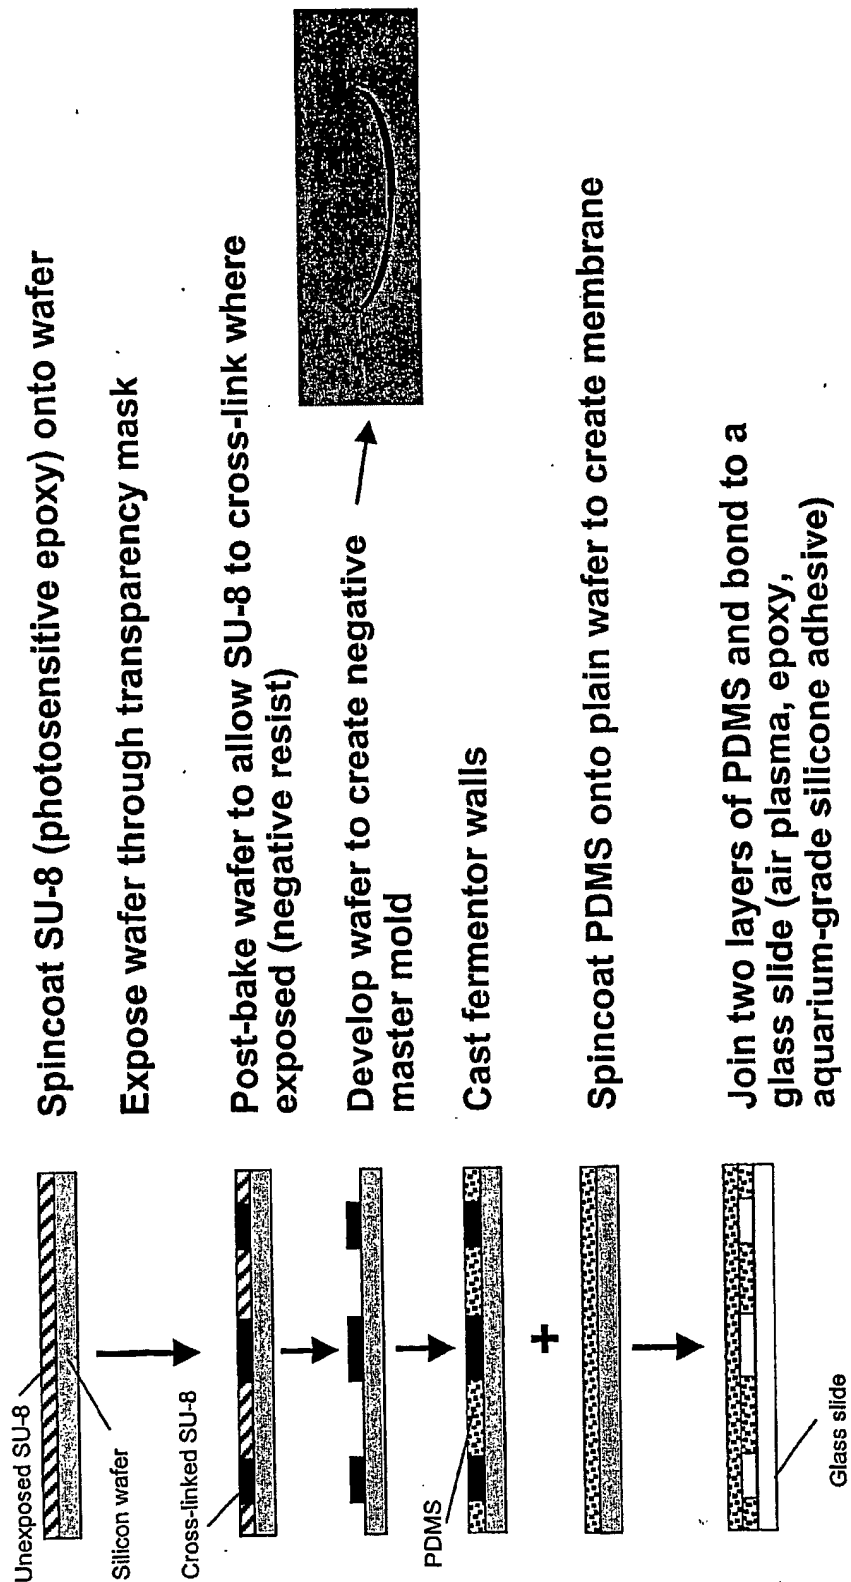 Unexposed SU-8
Silicon wafer
Spincoat SU-8 (photosensitive epoxy) onto wafer
Expose wafer through transparency mask
Cross-linked SU-8
Post-bake wafer to allow SU-8 to cross-link where
exposed (negative resist)
Develop wafer to create negative
master mold
PDMS
Cast fermentor walls
+
Spincoat PDMS onto plain wafer to create membrane
Join two layers of PDMS and bond to a
glass slide (air plasma, epoxy,
aquarium-grade silicone adhesive)
Glass slide